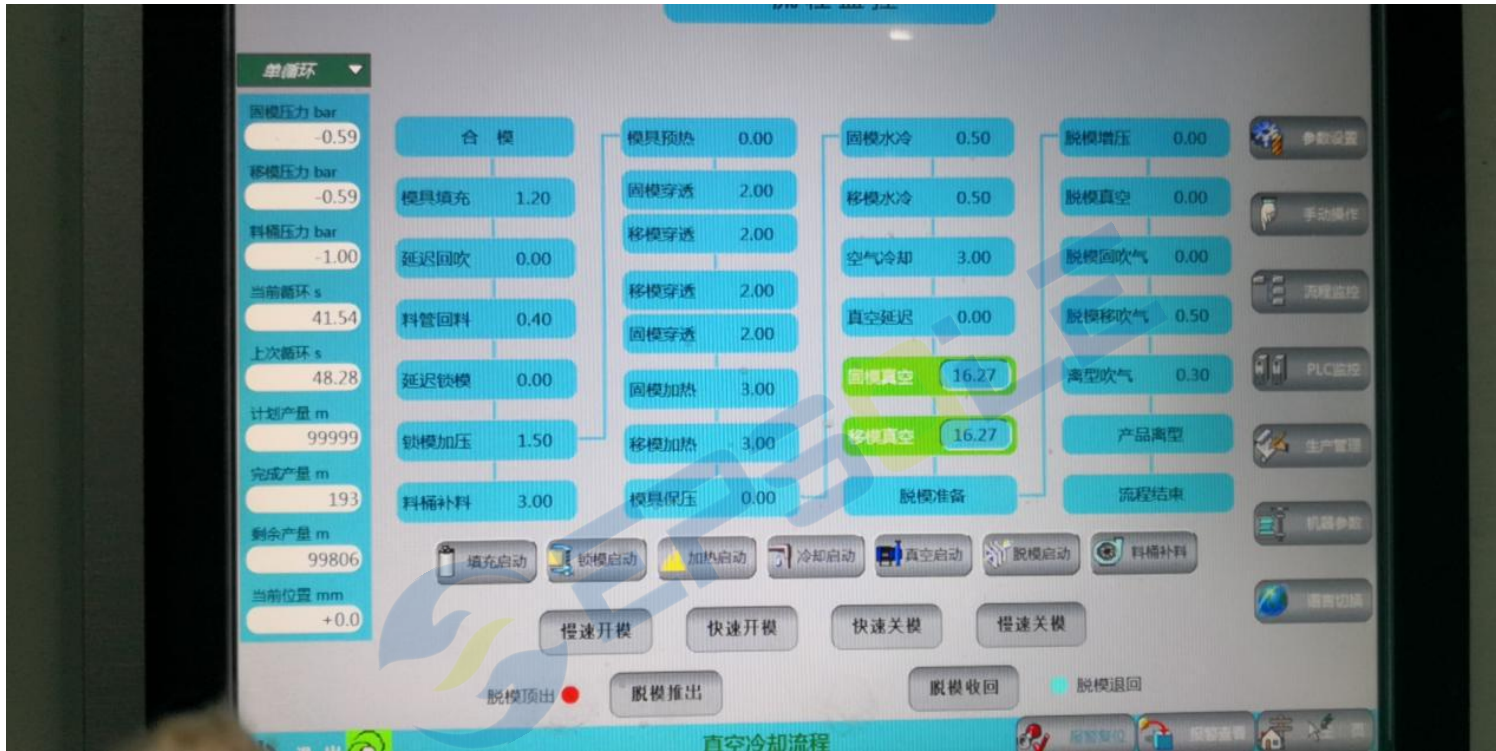 流程监控
单循环
固模压力 bar
-0.59
移模压力 bar
-0.59
料桶压力 bar
-1.00
当前循环 s
41.54
上次循环 s
48.28
计划产量 m
99999
完成产量 m
193
剩余产量 m
99806
当前位置 mm
+0.0
合 模
模具填充 1.20
延迟回吹 0.00
料管回料 0.40
延迟锁模 0.00
锁模加压 1.50
料桶补料 3.00
模具预热 0.00
固模穿透 2.00
移模穿透 2.00
移模穿透 2.00
固模穿透 2.00
固模加热 3.00
移模加热 3.00
模具保压 0.00
固模水冷 0.50
移模水冷 0.50
空气冷却 3.00
真空延迟 0.00
固模真空 16.27
移模真空 16.27
脱模准备
脱模增压 0.00
脱模真空 0.00
脱模固吹气 0.00
脱模移吹气 0.50
离型吹气 0.30
产品离型
流程结束
参数设置
手动操作
流程监控
PLC监控
生产管理
机器参数
语言切换
填充启动 锁模启动 加热启动 冷却启动 真空启动 脱模启动 料桶补料
慢速开模 快速开模 快速关模 慢速关模
脱模顶出 脱模推出 脱模收回 脱模退回
真空冷却流程
报警复位 报警查看
EPSOLE